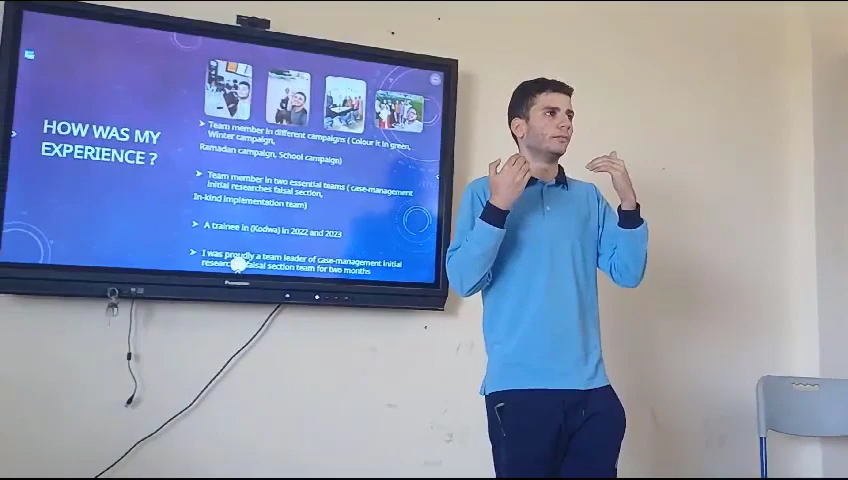 HOW WAS MY
EXPERIENCE ?
➤ Team member in different campaigns ( Colour it in green,
Winter campaign,
Ramadan campaign, School campaign)
➤ Team member in two essential teams ( case-management
initial researches faisal section,
In-kind implementation team)
➤ A trainee in (Kodwa) in 2022 and 2023
➤ I was proudly a team leader of case-management initial
faisal section team for two months